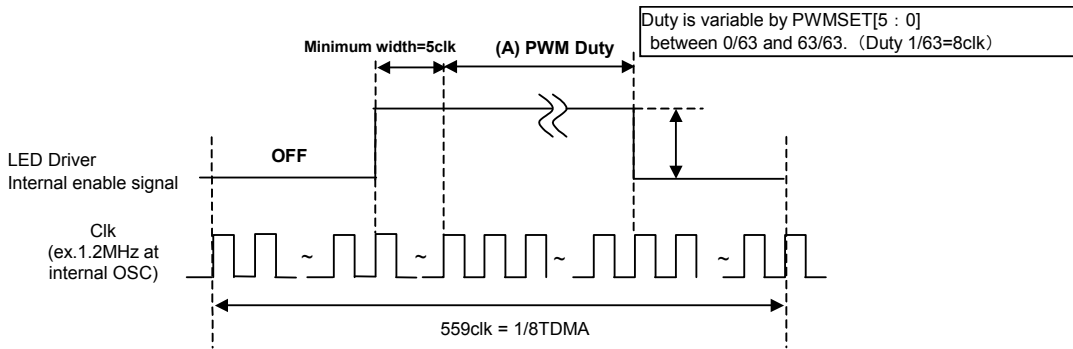 Duty is variable by PWMSET[5 : 0]
between 0/63 and 63/63. (Duty 1/63=8clk)
Minimum width=5clk
(A) PWM Duty
OFF
LED Driver
Internal enable signal
Clk
(ex.1.2MHz at
internal OSC)
~
~
~
~
559clk = 1/8TDMA